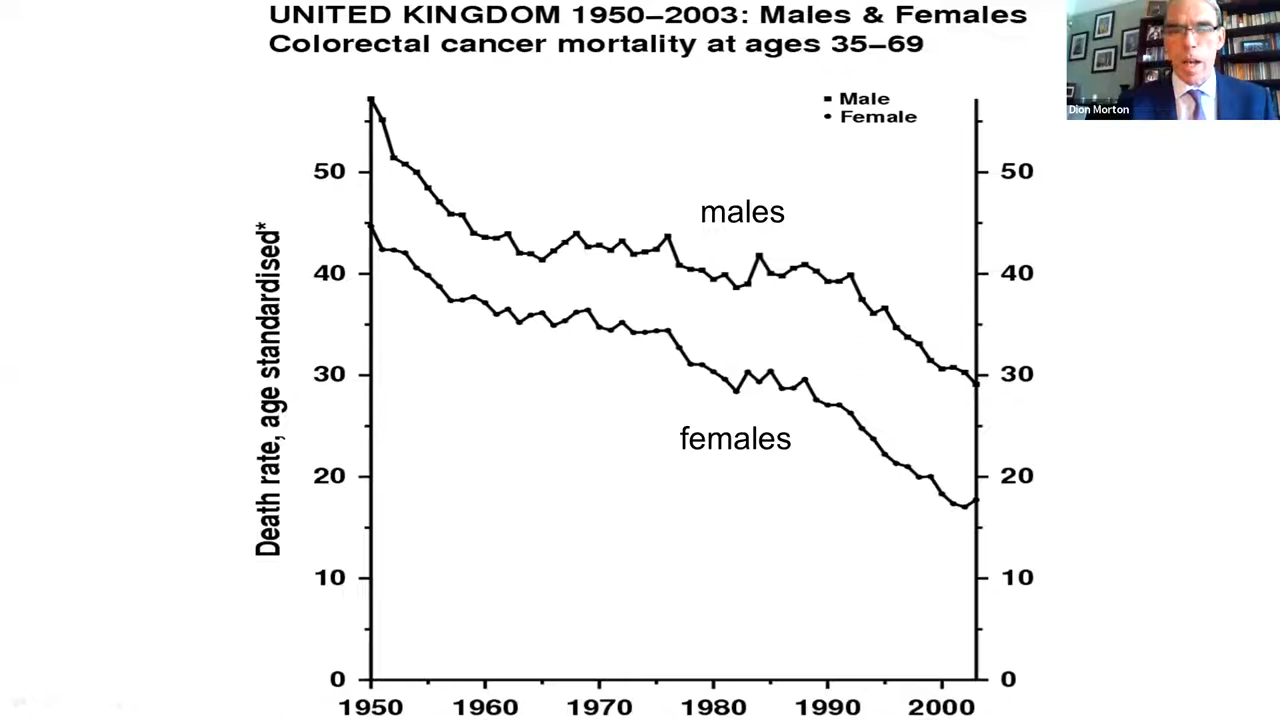 UNITED KINGDOM 1950–2003: Males & Females
Colorectal cancer mortality at ages 35–69
Dion Morton
Male
Female
males
females
Death rate, age standardised*
50
40
30
20
10
0
50
40
30
20
10
0
1950 1960 1970 1980 1990 2000